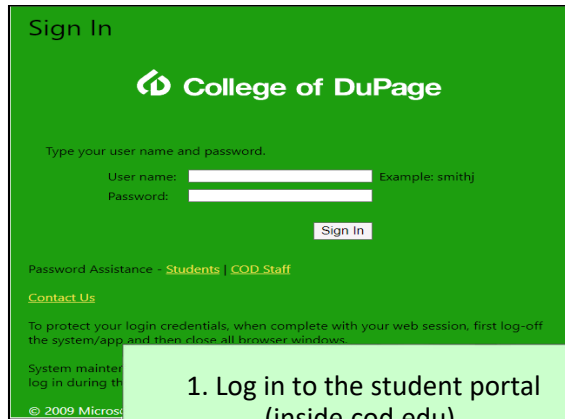 Sign In
College of DuPage
Type your user name and password.
User name: Example: smithj
Password:
Sign In
Password Assistance - Students | COD Staff
Contact Us
To protect your login credentials, when complete with your web session, first log-off
the system/app and then close all browser windows.
System
log in during
© 2009
1. Log in to the student portal
(inside.cod.edu)